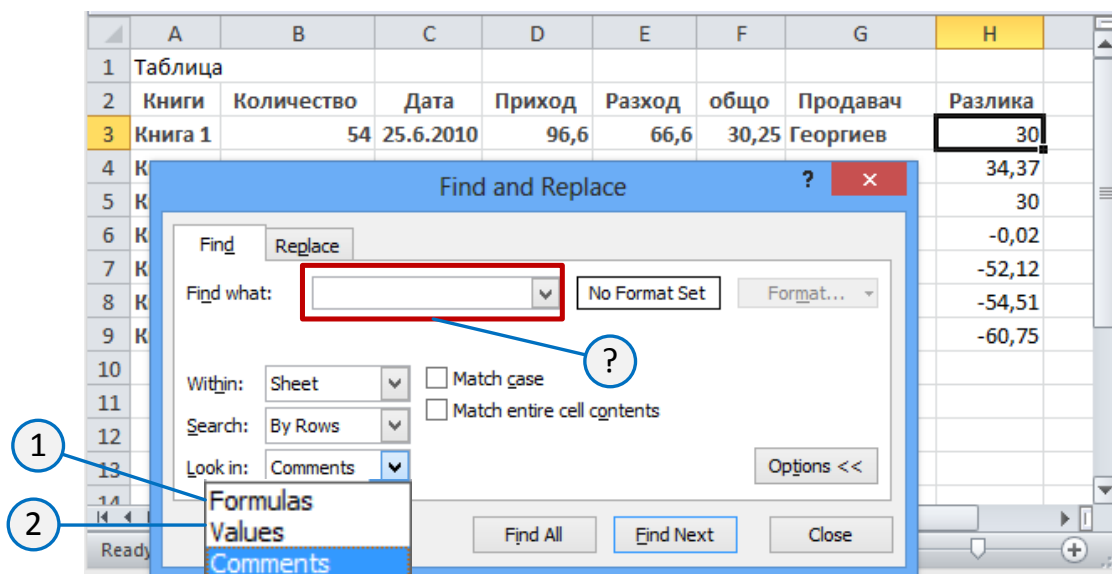 A B C D E F G H
1 Таблица
2 Книги Количество Дата Приход Разход общо Продавач Разлика
3 Книга 1 54 25.6.2010 96,6 66,6 30,25 Георгиев 30
4 К 34,37
5 К 30
6 К -0,02
7 К -52,12
8 К -54,51
9 К -60,75
10
11
12
13
14
Find and Replace ? ×
Find Replace
Find what: No Format Set Format...
?
Within: Sheet Match case
Search: By Rows Match entire cell contents
Look in: Comments Options <<
1 Formulas
2 Values
Comments
Find All Find Next Close
Ready